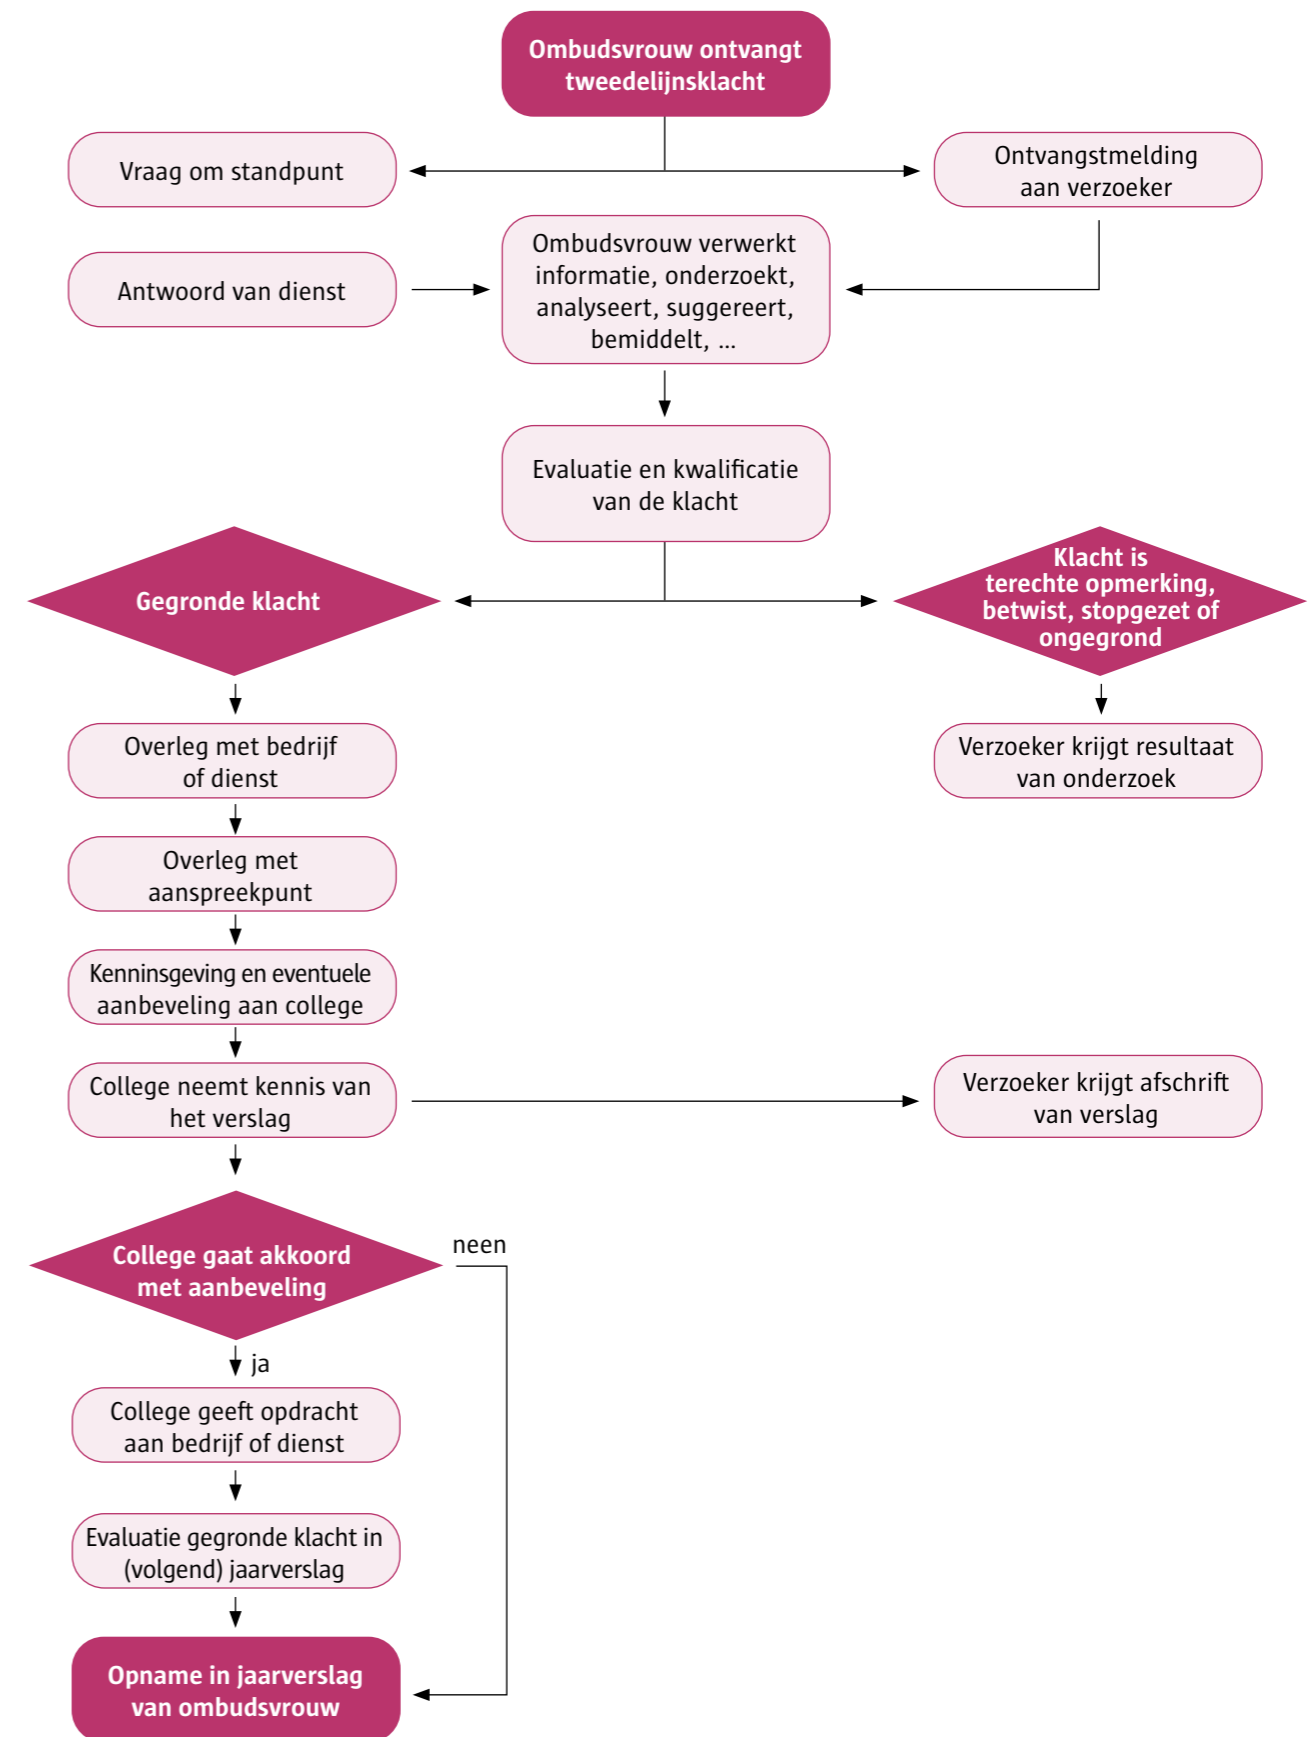 Ombudsvrouw ontvangt
tweedelijnsklacht
Vraag om standpunt
Ontvangstmelding
aan verzoeker
Antwoord van dienst
Ombudsvrouw verwerkt
informatie, onderzoekt,
analyseert, suggereert,
bemiddelt, ...
Evaluatie en kwalificatie
van de klacht
Gegronde klacht
Klacht is
terechte opmerking,
betwist, stopgezet of
ongegrond
Overleg met bedrijf
of dienst
Verzoeker krijgt resultaat
van onderzoek
Overleg met
aanspreekpunt
Kenninsgeving en eventuele
aanbeveling aan college
College neemt kennis van
het verslag
Verzoeker krijgt afschrift
van verslag
College gaat akkoord
met aanbeveling
neen
ja
College geeft opdracht
aan bedrijf of dienst
Evaluatie gegronde klacht in
(volgend) jaarverslag
Opname in jaarverslag
van ombudsvrouw